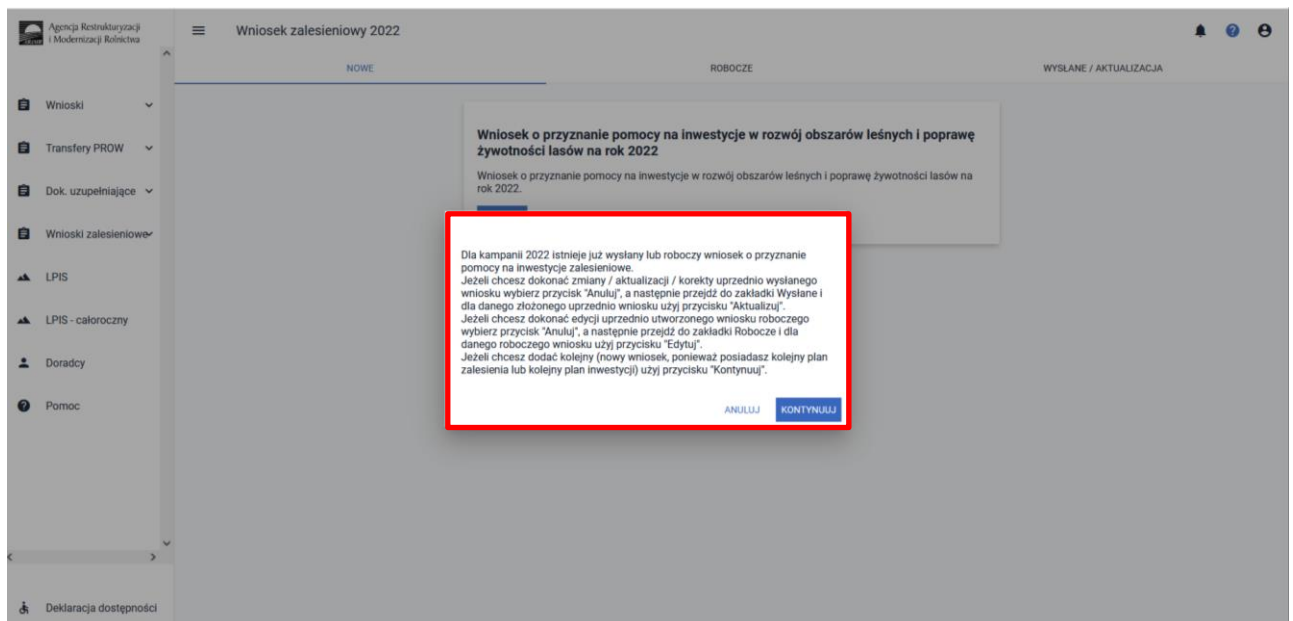 Agencja Restrukturyzacji
i Modernizacji Rolnictwa
Wniosek zalesieniowy 2022
NOWE
ROBOCZE
WYSŁANE / AKTUALIZACJA
Wnioski
Transfery PROW
Dok. uzupełniające
Wnioski zalesieniowe
LPIS
LPIS - całoroczny
Doradcy
Pomoc
Deklaracja dostępności
Wniosek o przyznanie pomocy na inwestycje w rozwój obszarów leśnych i poprawę
żywotności lasów na rok 2022
Wniosek o przyznanie pomocy na inwestycje w rozwój obszarów leśnych i poprawę żywotności lasów na
rok 2022.
Dla kampanii 2022 istnieje już wysłany lub roboczy wniosek o przyznanie
pomocy na inwestycje zalesieniowe.
Jeżeli chcesz dokonać zmiany / aktualizacji / korekty uprzednio wysłanego
wniosku wybierz przycisk "Anuluj", a następnie przejdź do zakładki Wysłane i
dla danego złożonego uprzednio wniosku użyj przycisku "Aktualizuj".
Jeżeli chcesz dokonać edycji uprzednio utworzonego wniosku roboczego
wybierz przycisk "Anuluj", a następnie przejdź do zakładki Robocze i dla
danego roboczego wniosku użyj przycisku "Edytuj".
Jeżeli chcesz dodać kolejny (nowy wniosek, ponieważ posiadasz kolejny plan
zalesienia lub kolejny plan inwestycji) użyj przycisku "Kontynuuj".
ANULUJ
KONTYNUUJ